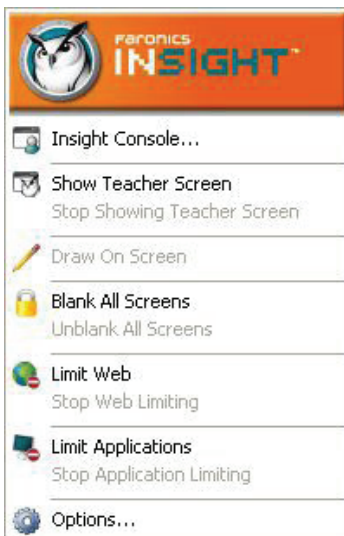 FARONICS
INSIGHT™
Insight Console...
Show Teacher Screen
Stop Showing Teacher Screen
Draw On Screen
Blank All Screens
Unblank All Screens
Limit Web
Stop Web Limiting
Limit Applications
Stop Application Limiting
Options...